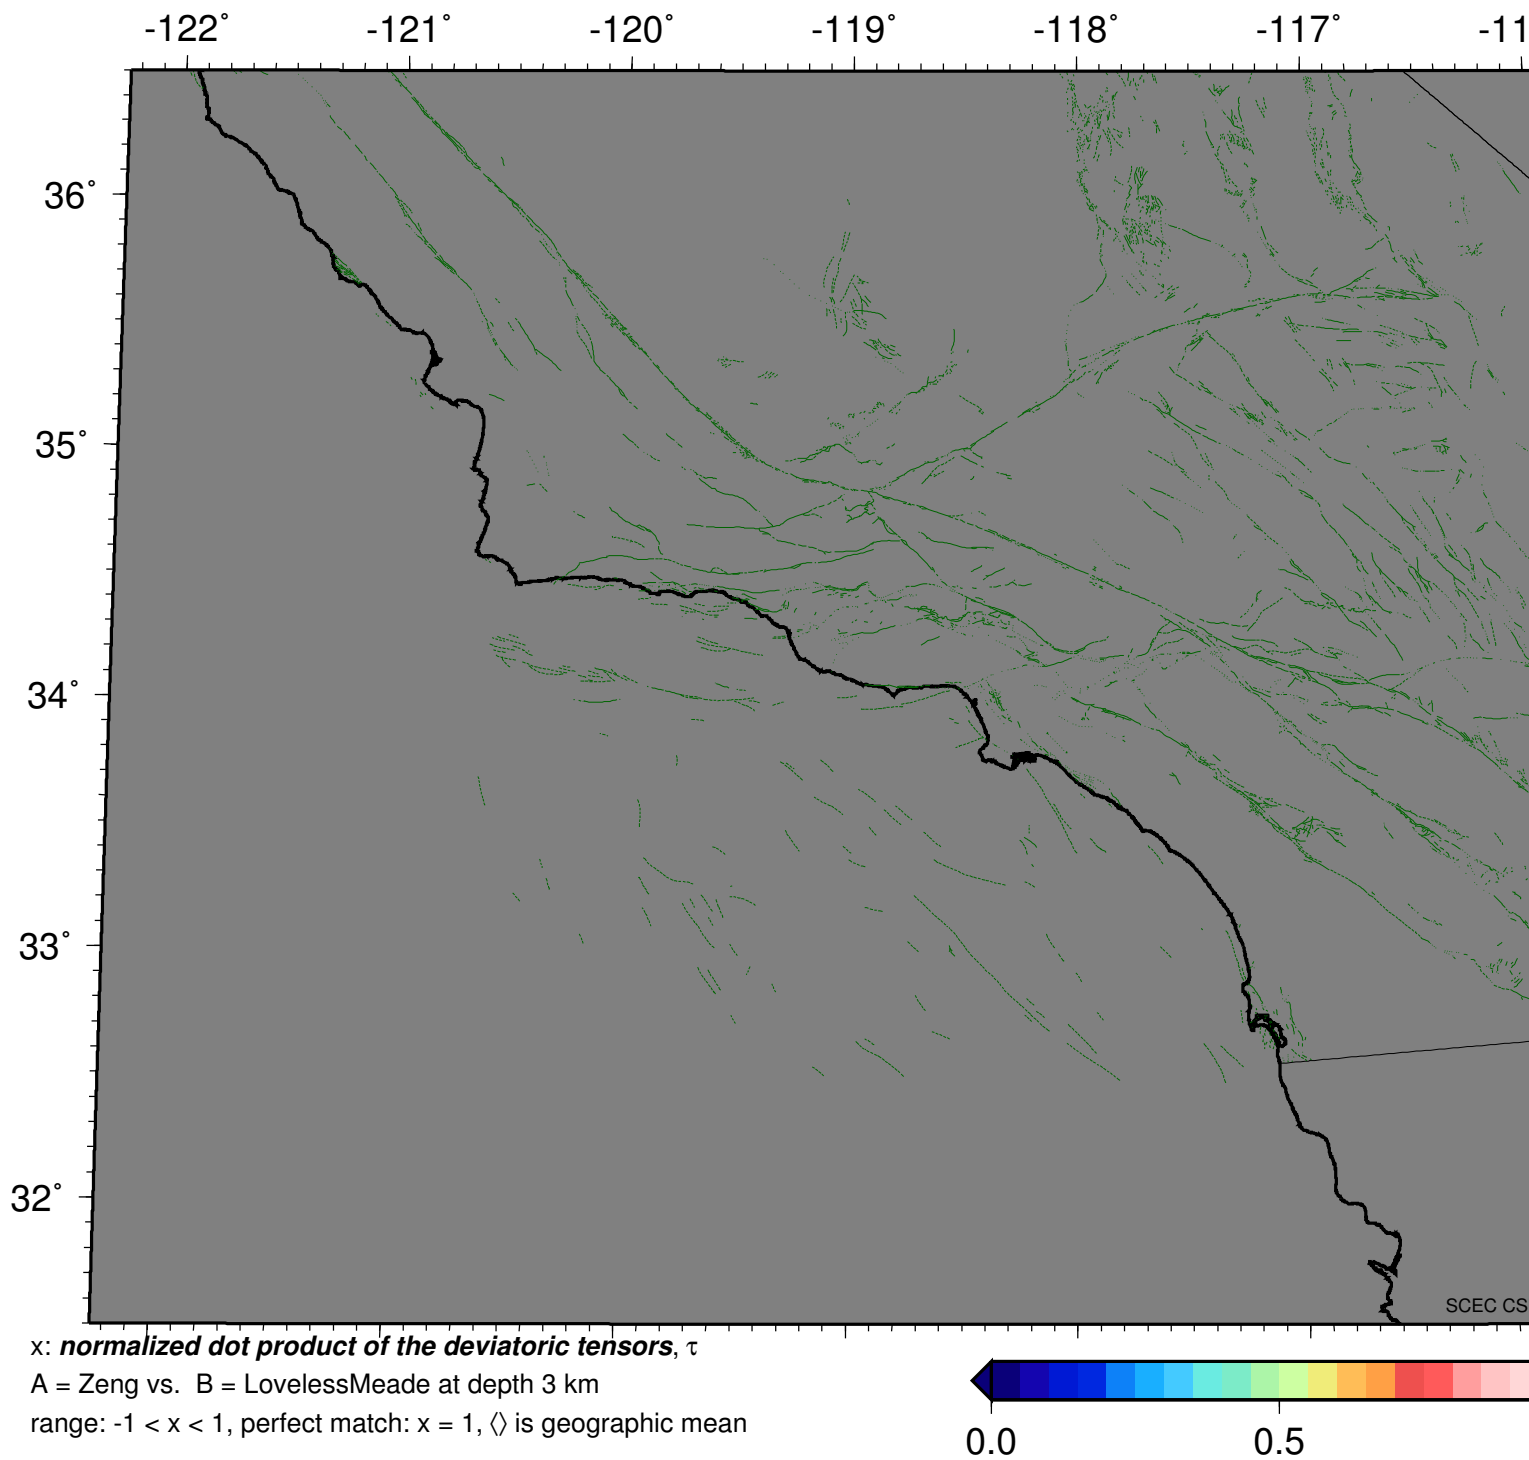 -122˚ -121˚ -120˚ -119˚ -118˚ -117˚ -11
36˚
35˚
34˚
33˚
32˚
SCEC CS
x: normalized dot product of the deviatoric tensors, τ
A = Zeng vs. B = LovelessMeade at depth 3 km
range: -1 < x < 1, perfect match: x = 1, ⟨⟩ is geographic mean
0.0 0.5